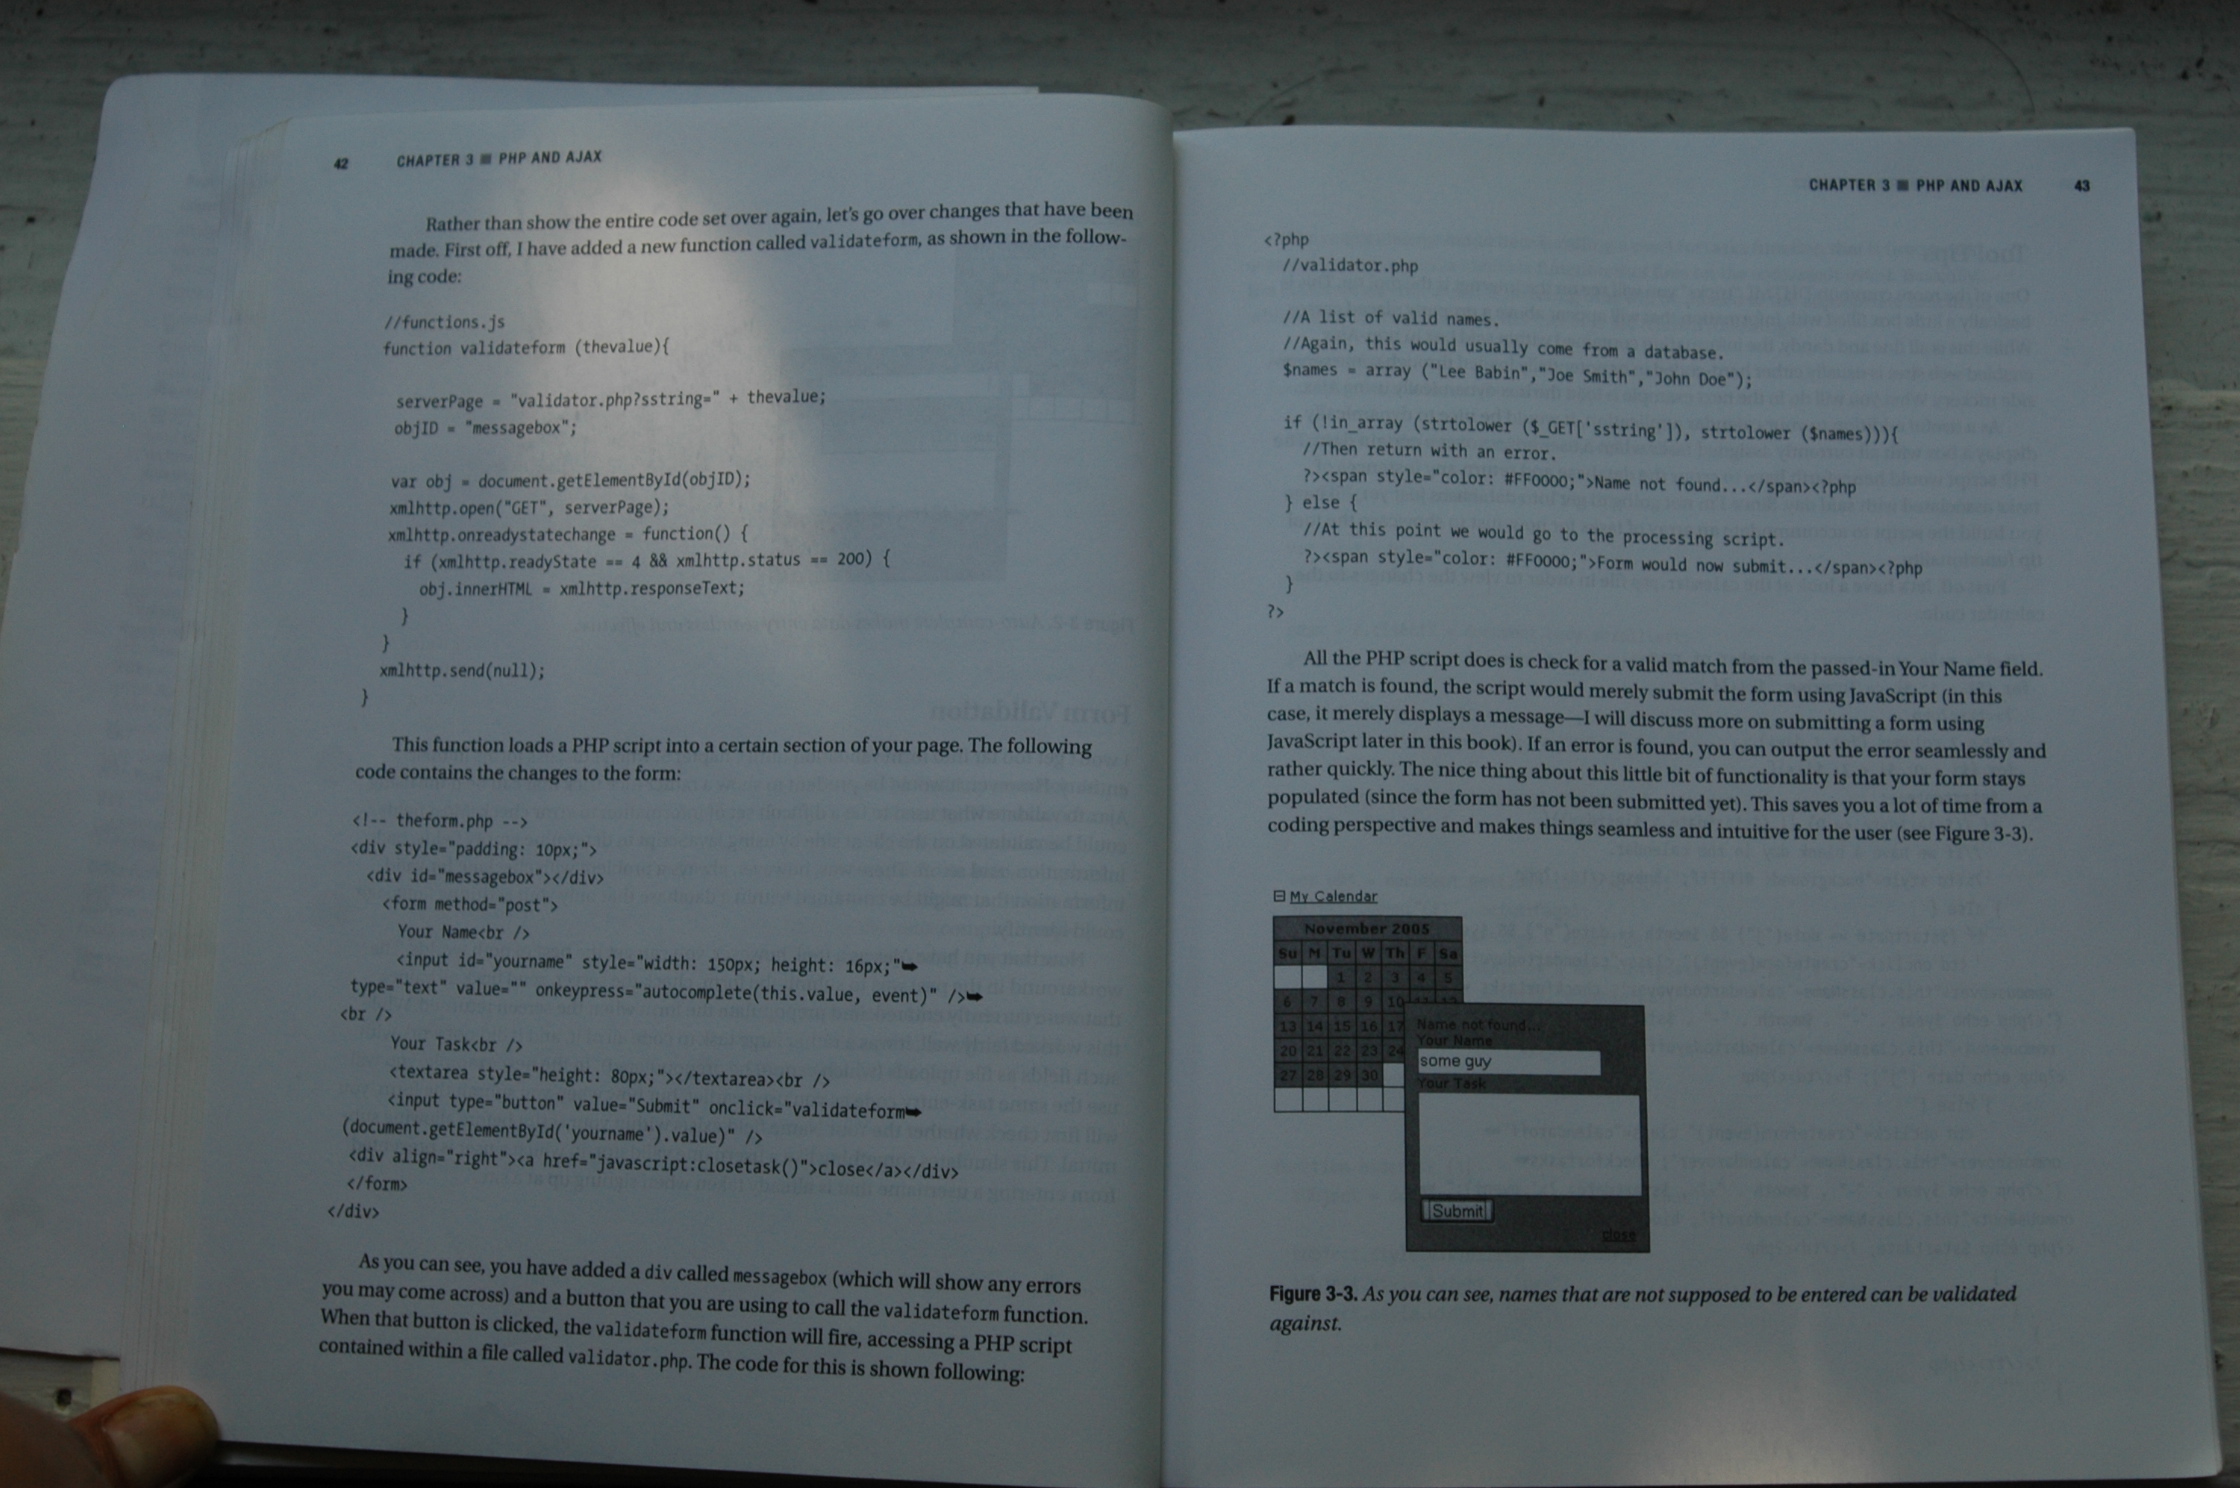 42 CHAPTER 3 ■ PHP AND AJAX
Rather than show the entire code set over again, let's go over changes that have been
made. First off, I have added a new function called validateform, as shown in the follow-
ing code:
//functions.js
function validateform (thevalue){
serverPage = "validator.php?sstring=" + thevalue;
objID = "messagebox";
var obj = document.getElementById(objID);
xmlhttp.open("GET", serverPage);
xmlhttp.onreadystatechange = function() {
if (xmlhttp.readyState == 4 && xmlhttp.status == 200) {
obj.innerHTML = xmlhttp.responseText;
}
}
xmlhttp.send(null);
}
This function loads a PHP script into a certain section of your page. The following
code contains the changes to the form:
<!-- theform.php -->
<div style="padding: 10px;">
<div id="messagebox"></div>
<form method="post">
Your Name<br />
<input id="yourname" style="width: 150px; height: 16px;"➥
type="text" value="" onkeypress="autocomplete(this.value, event)" />➥
<br />
Your Task<br />
<textarea style="height: 80px;"></textarea><br />
<input type="button" value="Submit" onclick="validateform➥
(document.getElementById('yourname').value)" />
<div align="right"><a href="javascript:closetask()">close</a></div>
</form>
</div>
As you can see, you have added a div called messagebox (which will show any errors
you may come across) and a button that you are using to call the validateform function.
When that button is clicked, the validateform function will fire, accessing a PHP script
contained within a file called validator.php. The code for this is shown following:
CHAPTER 3 ■ PHP AND AJAX 43
<?php
//validator.php
//A list of valid names.
//Again, this would usually come from a database.
$names = array ("Lee Babin","Joe Smith","John Doe");
if (!in_array (strtolower ($_GET['sstring']), strtolower ($names))){
//Then return with an error.
?><span style="color: #FF0000;">Name not found...</span><?php
} else {
//At this point we would go to the processing script.
?><span style="color: #FF0000;">Form would now submit...</span><?php
}
?>
All the PHP script does is check for a valid match from the passed-in Your Name field.
If a match is found, the script would merely submit the form using JavaScript (in this
case, it merely displays a message—I will discuss more on submitting a form using
JavaScript later in this book). If an error is found, you can output the error seamlessly and
rather quickly. The nice thing about this little bit of functionality is that your form stays
populated (since the form has not been submitted yet). This saves you a lot of time from a
coding perspective and makes things seamless and intuitive for the user (see Figure 3-3).
My Calendar
November 2005
Su M Tu W Th F Sa
1 2 3 4 5
6 7 8 9 10
13 14 15 16 17
20 21 22 23 24
27 28 29 30
Name not found...
Your Name
some guy
Your Task
Submit
close
Figure 3-3. As you can see, names that are not supposed to be entered can be validated
against.